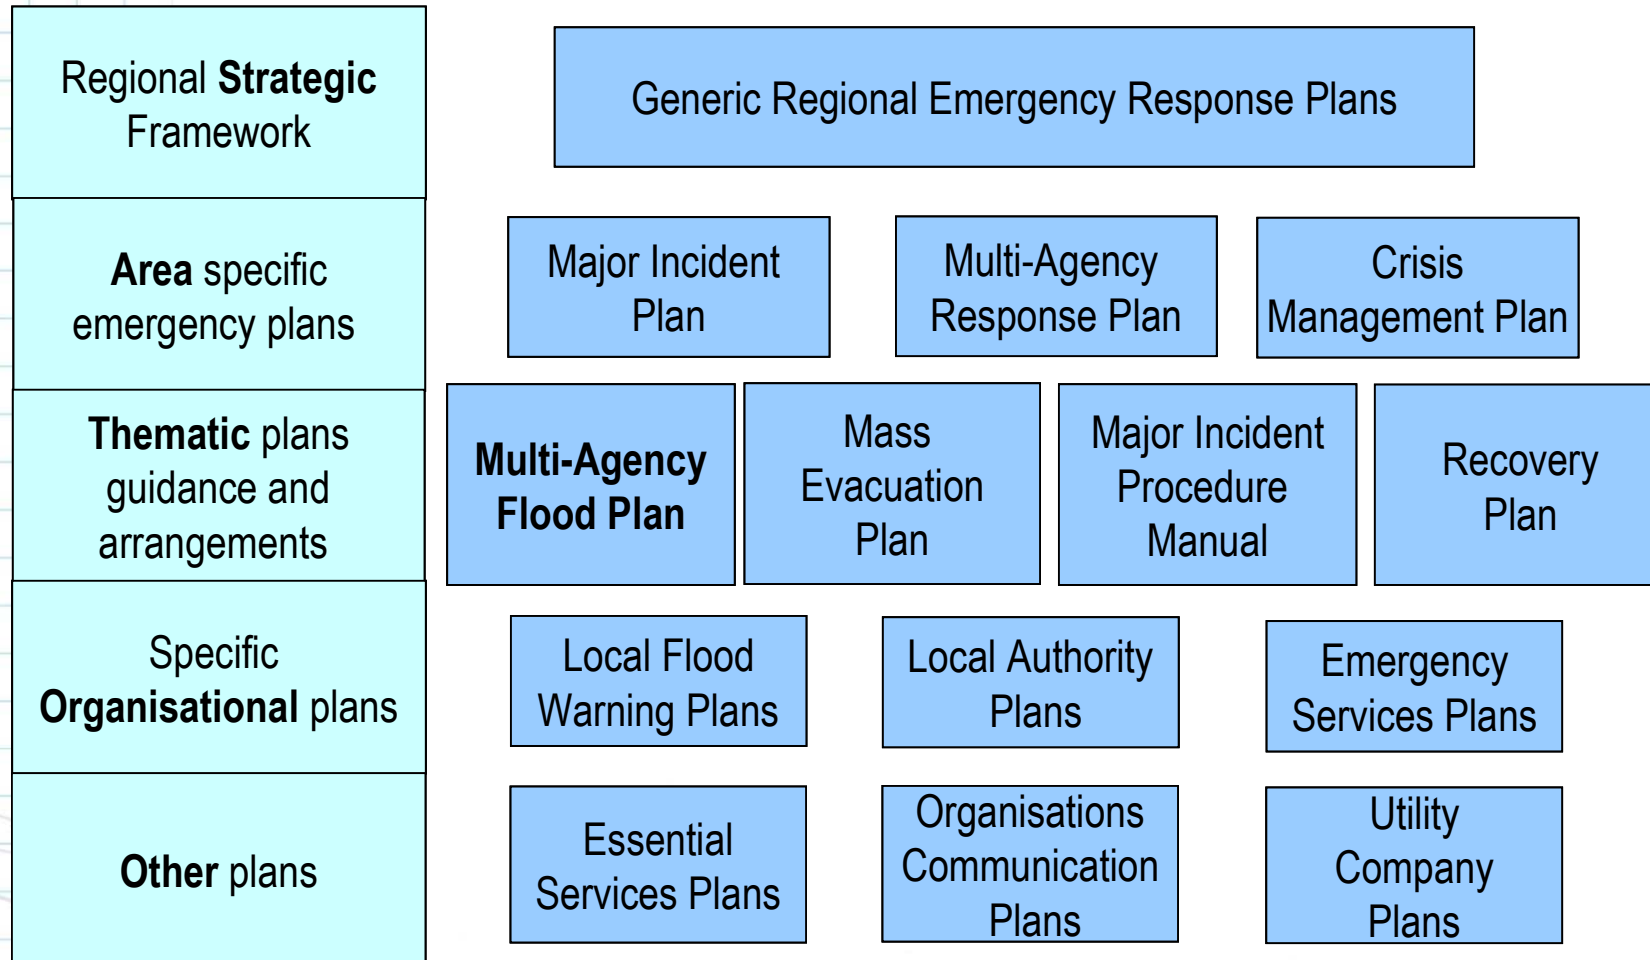 Regional Strategic
Framework
Generic Regional Emergency Response Plans
Area specific
emergency plans
Major Incident
Plan
Multi-Agency
Response Plan
Crisis
Management Plan
Thematic plans
guidance and
arrangements
Multi-Agency
Flood Plan
Mass
Evacuation
Plan
Major Incident
Procedure
Manual
Recovery
Plan
Specific
Organisational plans
Local Flood
Warning Plans
Local Authority
Plans
Emergency
Services Plans
Other plans
Essential
Services Plans
Organisations
Communication
Plans
Utility
Company
Plans